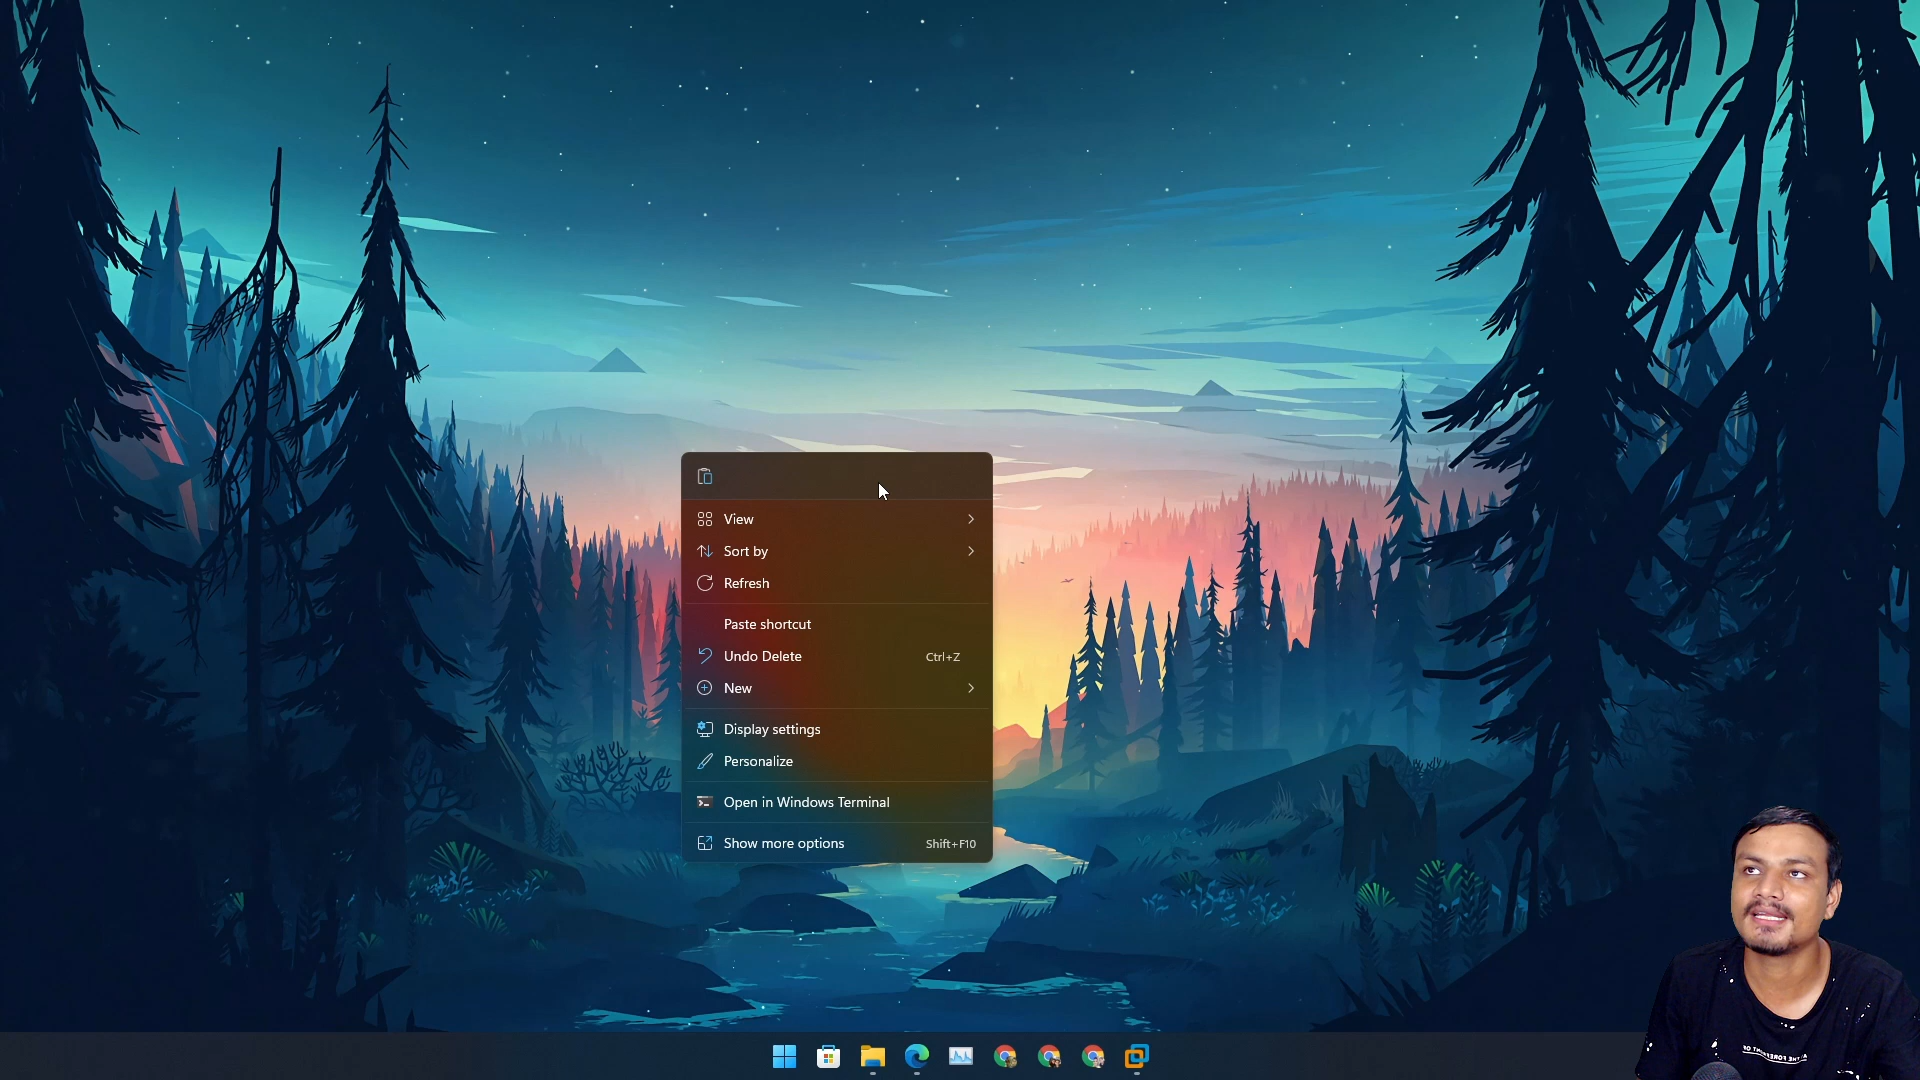 View
Sort by
Refresh
Paste shortcut
Undo Delete Ctrl+Z
New
Display settings
Personalize
Open in Windows Terminal
Show more options Shift+F10